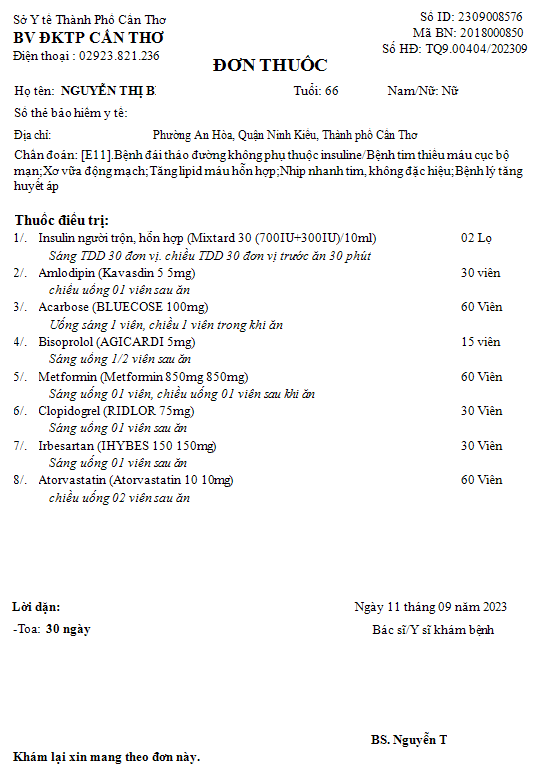 Sở Y tế Thành Phố Cần Thơ
BV ĐKTP CẦN THƠ
Điện thoại : 02923.821.236
Số ID: 2309008576
Mã BN: 2018000850
Số HĐ: TQ9.00404/202309
ĐƠN THUỐC
Họ tên: NGUYỄN THỊ B Tuổi: 66 Nam/Nữ: Nữ
Số thẻ bảo hiểm y tế:
Địa chỉ: Phường An Hòa, Quận Ninh Kiều, Thành phố Cần Thơ
Chẩn đoán: [E11].Bệnh đái tháo đường không phụ thuộc insuline/Bệnh tim thiếu máu cục bộ
mạn;Xơ vữa động mạch;Tăng lipid máu hỗn hợp;Nhịp nhanh tim, không đặc hiệu;Bệnh lý tăng
huyết áp
Thuốc điều trị:
1/. Insulin người trộn, hỗn hợp (Mixtard 30 (700IU+300IU)/10ml) 02 Lọ
Sáng TDD 30 đơn vị. chiều TDD 30 đơn vị trước ăn 30 phút
2/. Amlodipin (Kavasdin 5 5mg) 30 viên
chiều uống 01 viên sau ăn
3/. Acarbose (BLUECOSE 100mg) 60 Viên
Uống sáng 1 viên, chiều 1 viên trong khi ăn
4/. Bisoprolol (AGICARDI 5mg) 15 viên
Sáng uống 1/2 viên sau ăn
5/. Metformin (Metformin 850mg 850mg) 60 Viên
Sáng uống 01 viên, chiều uống 01 viên sau khi ăn
6/. Clopidogrel (RIDLOR 75mg) 30 Viên
Sáng uống 01 viên sau ăn
7/. Irbesartan (IHYBES 150 150mg) 30 Viên
Sáng uống 01 viên sau ăn
8/. Atorvastatin (Atorvastatin 10 10mg) 60 Viên
chiều uống 02 viên sau ăn
Lời dặn:
-Toa: 30 ngày
Ngày 11 tháng 09 năm 2023
Bác sĩ/Y sĩ khám bệnh
BS. Nguyễn T
Khám lại xin mang theo đơn này.